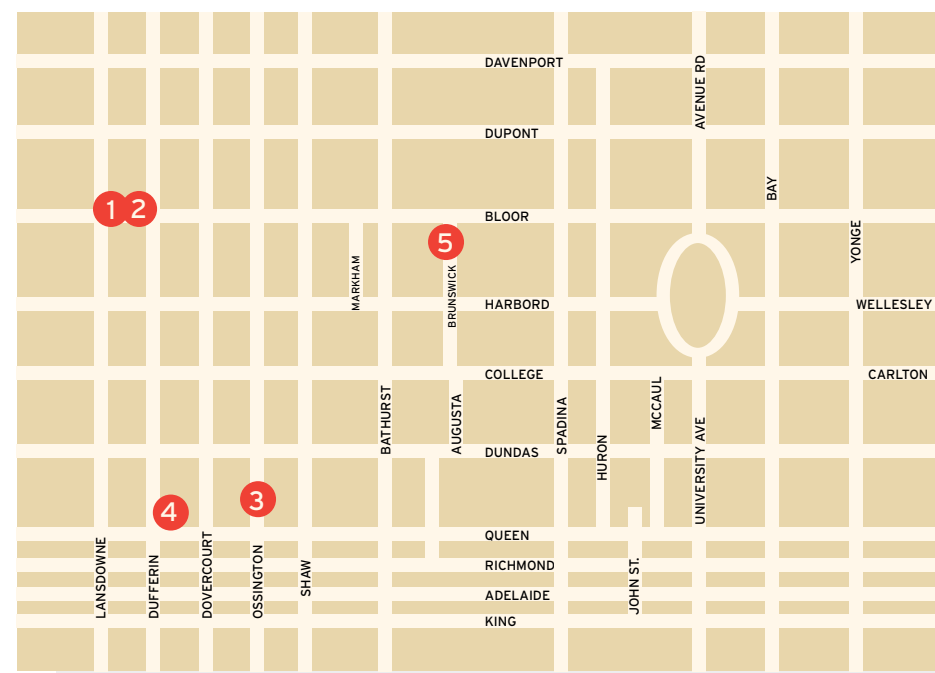 DAVENPORT
AVENUE RD
DUPONT
BAY
1 2
BLOOR
YONGE
5
MARKHAM
BRUNSWICK
HARBORD
WELLESLEY
COLLEGE
CARLTON
BATHURST
AUGUSTA
SPADINA
MCCAUL
HURON
UNIVERSITY AVE
DUNDAS
3
4
QUEEN
LANSDOWNE
DUFFERIN
DOVERCOURT
OSSINGTON
SHAW
RICHMOND
JOHN ST.
ADELAIDE
KING